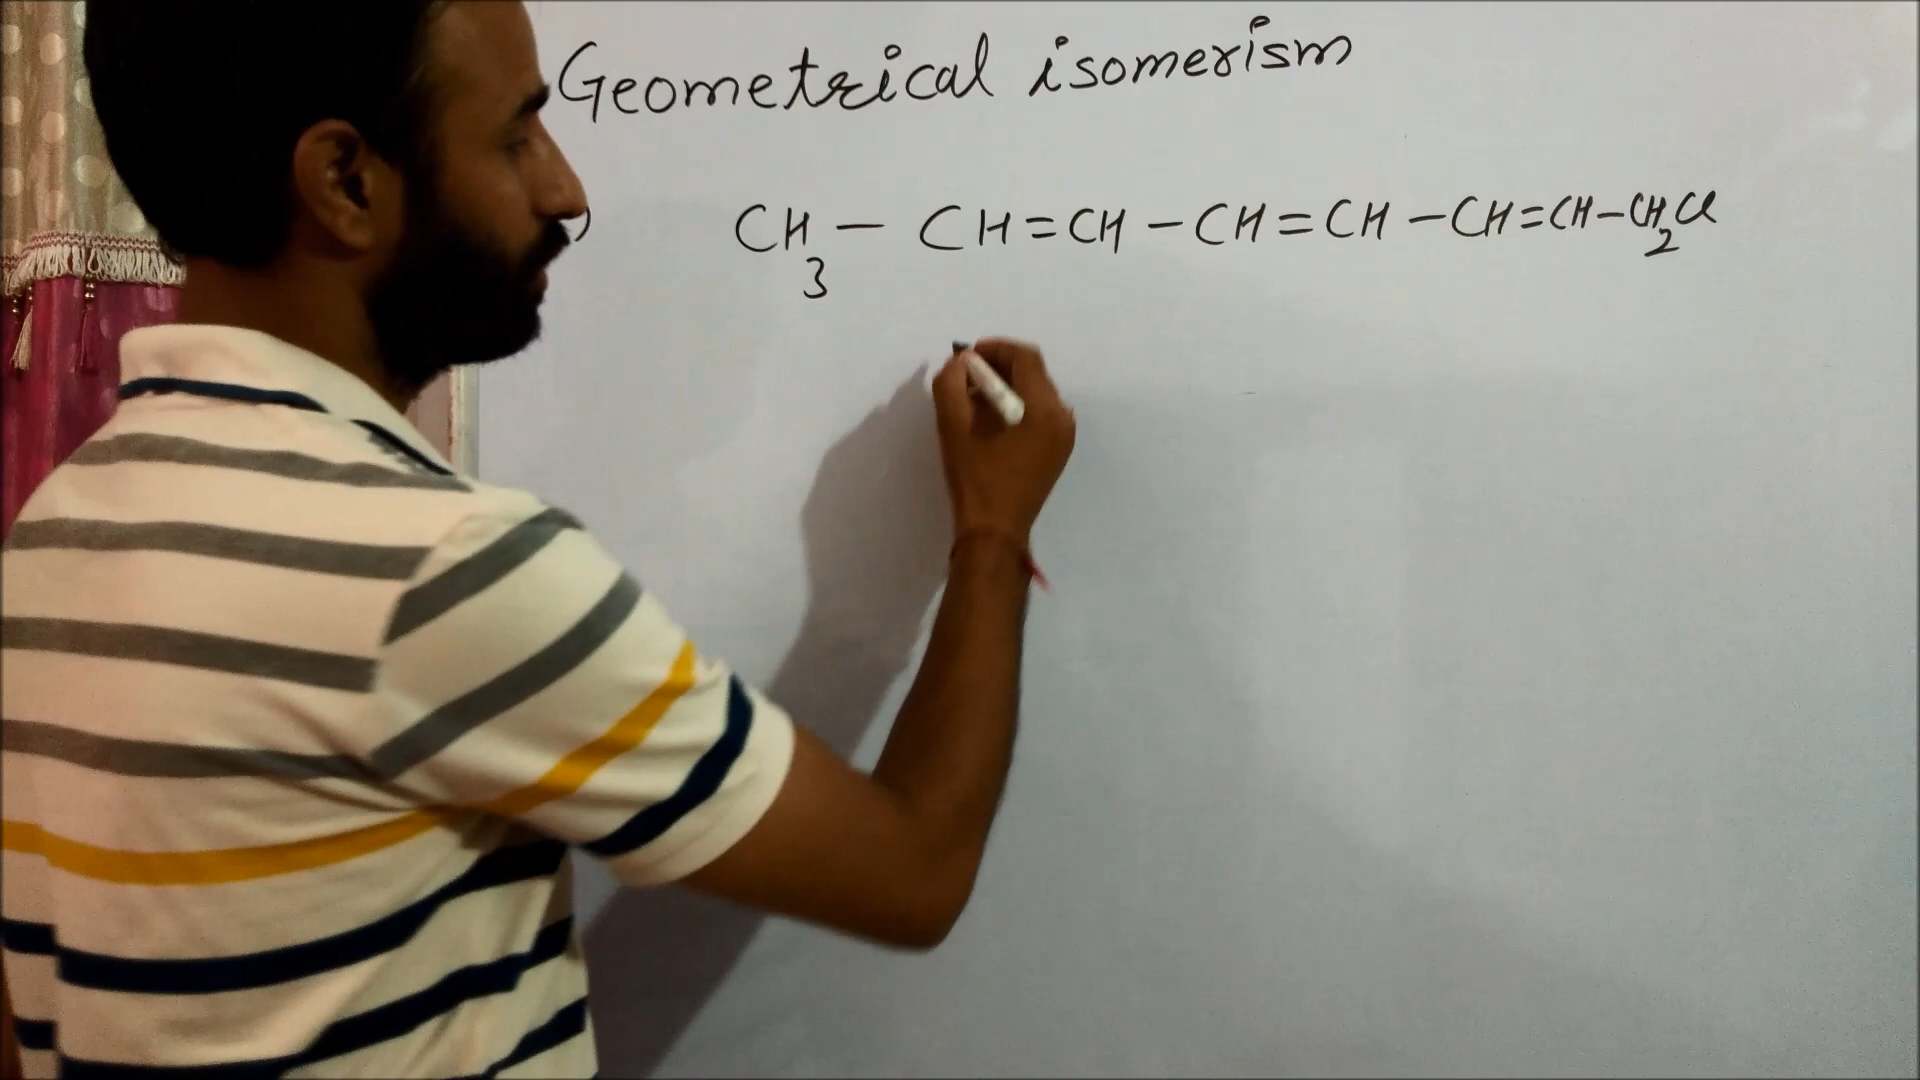 Geometrical isomerism
) CH3 – CH=CH – CH=CH – CH=CH – CH2Cl